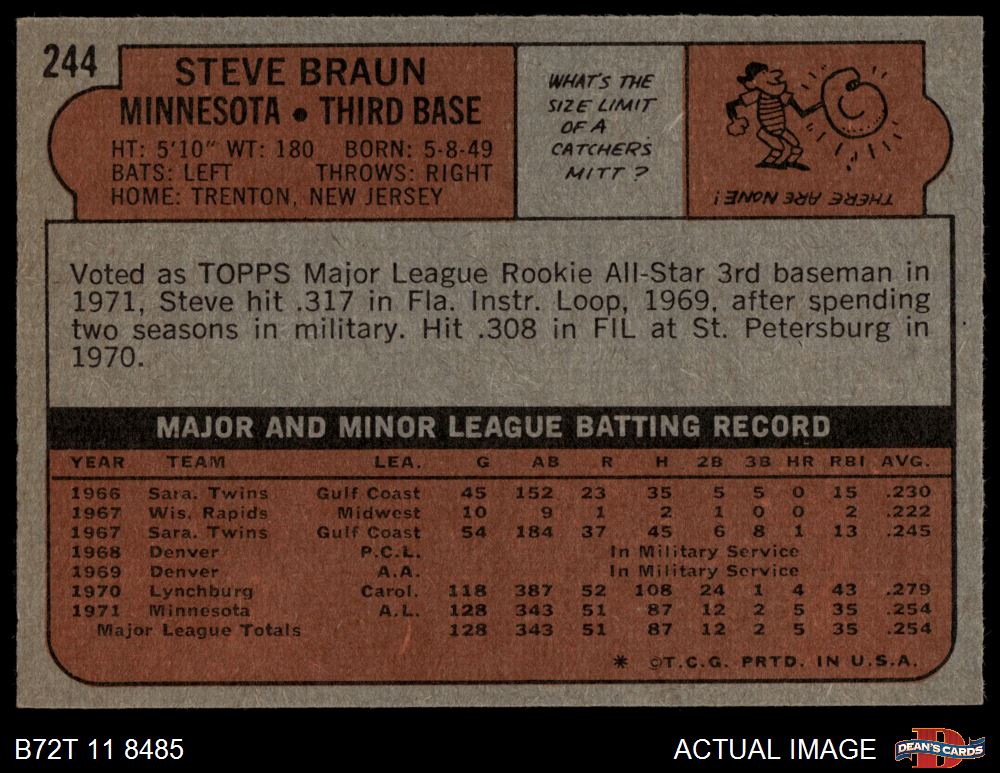 244
STEVE BRAUN
MINNESOTA • THIRD BASE
HT: 5'10" WT: 180 BORN: 5-8-49
BATS: LEFT THROWS: RIGHT
HOME: TRENTON, NEW JERSEY
WHAT'S THE
SIZE LIMIT
OF A
CATCHERS
MITT?
THERE ARE NONE!
Voted as TOPPS Major League Rookie All-Star 3rd baseman in
1971, Steve hit .317 in Fla. Instr. Loop, 1969, after spending
two seasons in military. Hit .308 in FIL at St. Petersburg in
1970.
MAJOR AND MINOR LEAGUE BATTING RECORD
YEAR TEAM LEA. G AB R H 2B 3B HR RBI AVG.
1966 Sara. Twins Gulf Coast 45 152 23 35 5 5 0 15 .230
1967 Wis. Rapids Midwest 10 9 1 2 1 0 0 2 .222
1967 Sara. Twins Gulf Coast 54 184 37 45 6 8 1 13 .245
1968 Denver P.C.L. In Military Service
1969 Denver A.A. In Military Service
1970 Lynchburg Carol. 118 387 52 108 24 1 4 43 .279
1971 Minnesota A.L. 128 343 51 87 12 2 5 35 .254
Major League Totals 128 343 51 87 12 2 5 35 .254
* ©T.C.G. PRTD. IN U.S.A.
B72T 11 8485
ACTUAL IMAGE
D
DEAN'S CARDS